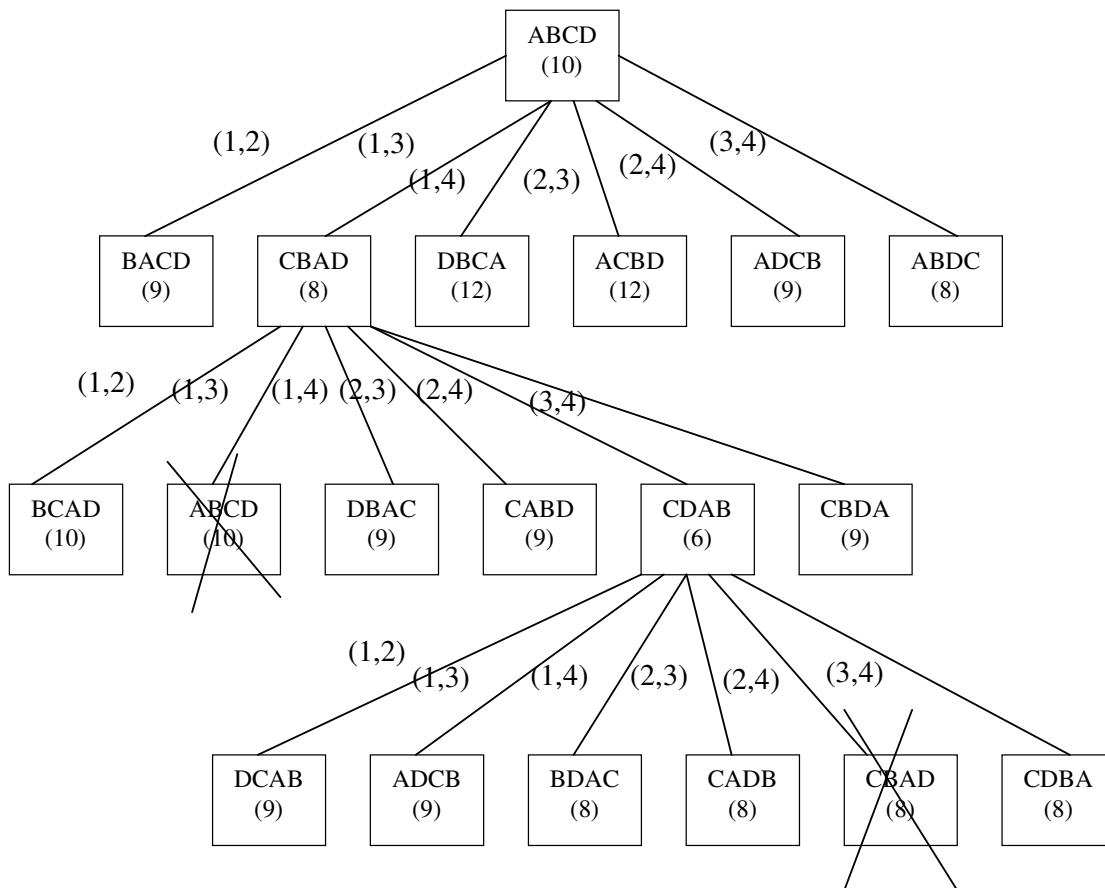 ABCD
(10)
(1,2)
(1,3)
(1,4)
(2,3)
(2,4)
(3,4)
BACD
(9)
CBAD
(8)
DBCA
(12)
ACBD
(12)
ADCB
(9)
ABDC
(8)
(1,2)
(1,3)
(1,4)
(2,3)
(2,4)
(3,4)
BCAD
(10)
ABCD
(10)
DBAC
(9)
CABD
(9)
CDAB
(6)
CBDA
(9)
(1,2)
(1,3)
(1,4)
(2,3)
(2,4)
(3,4)
DCAB
(9)
ADCB
(9)
BDAC
(8)
CADB
(8)
CBAD
(8)
CDBA
(8)